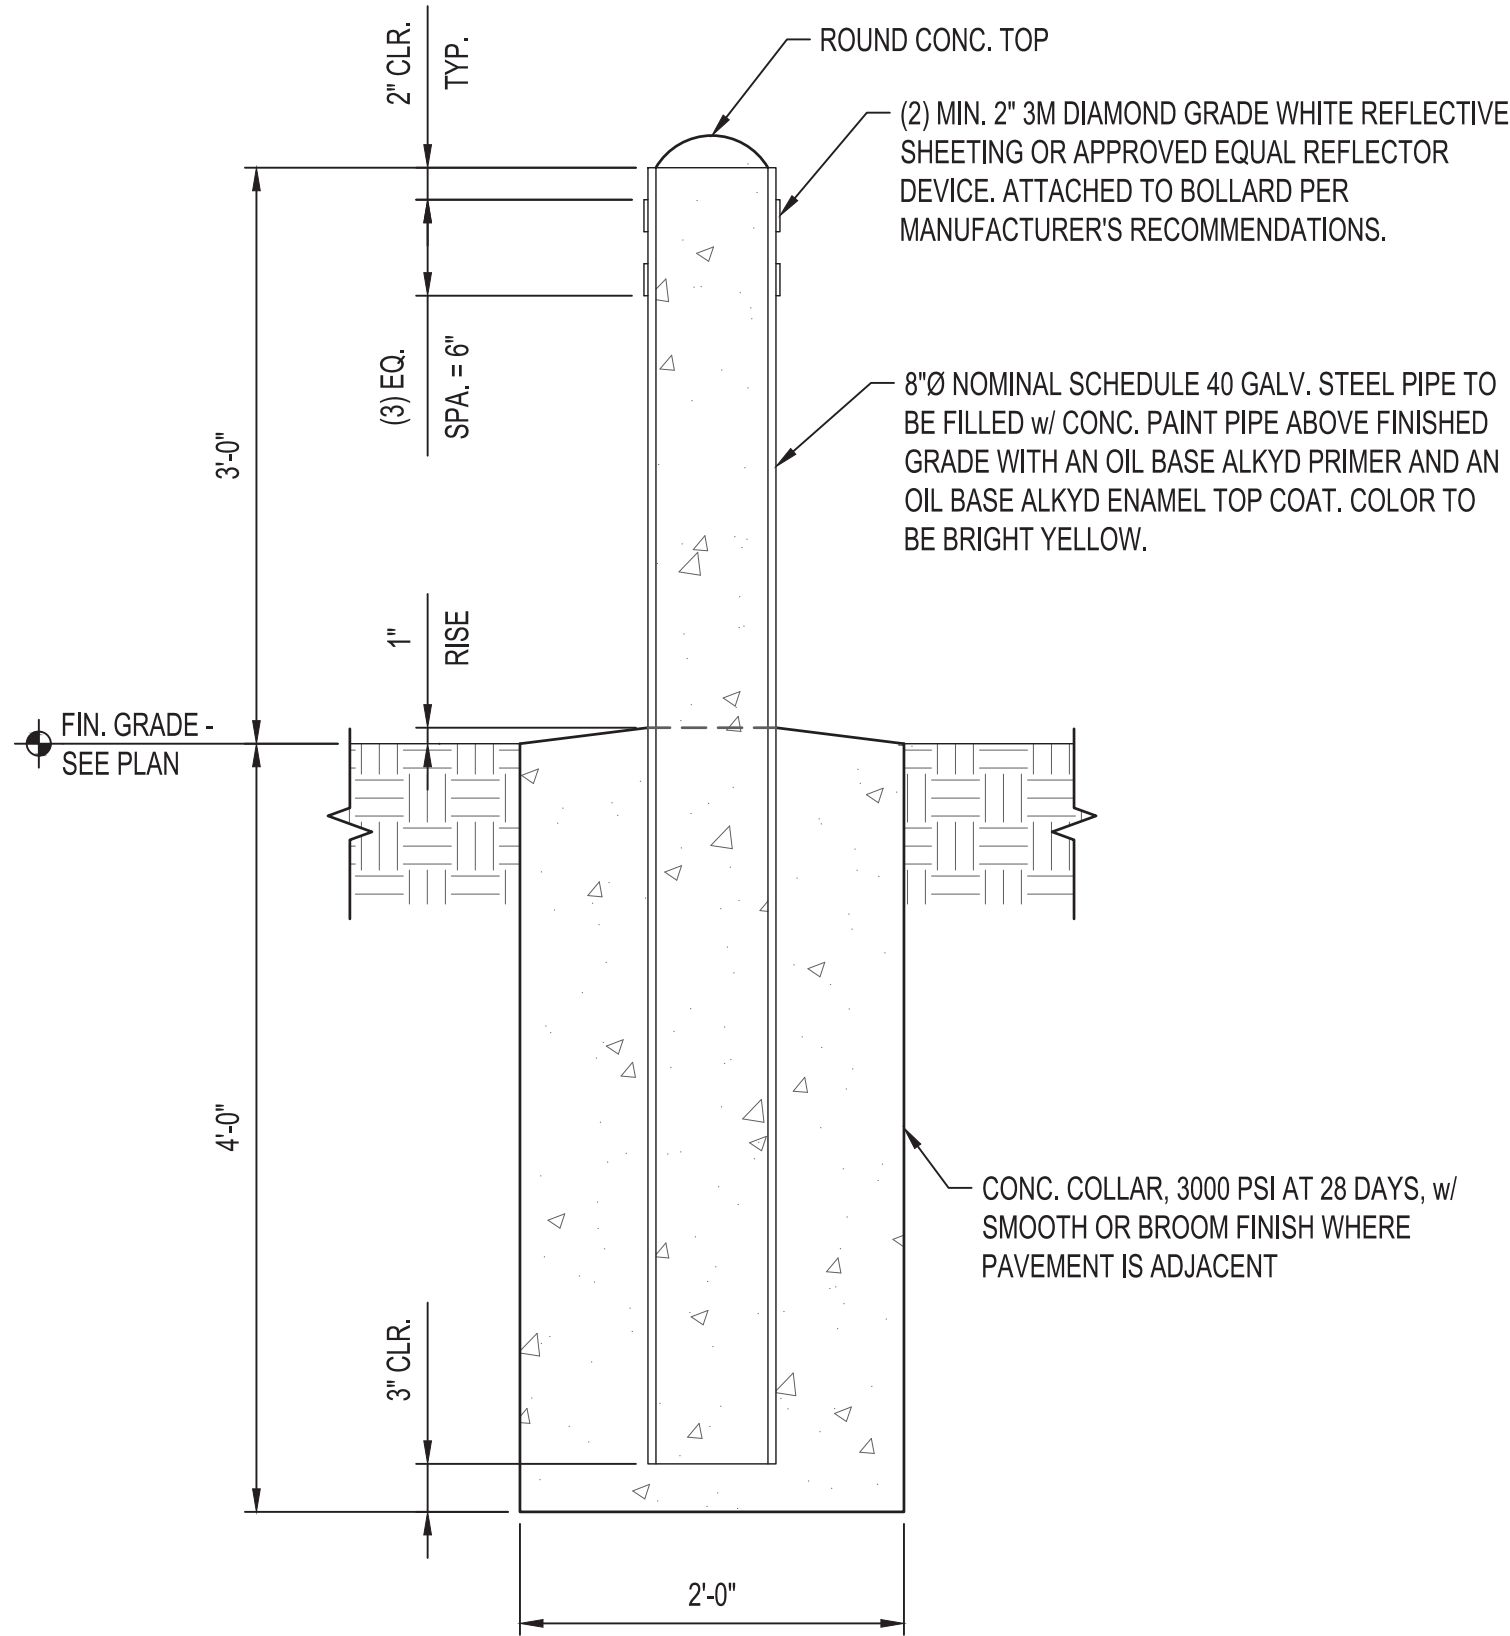 2" CLR.
TYP.
ROUND CONC. TOP
(2) MIN. 2" 3M DIAMOND GRADE WHITE REFLECTIVE
SHEETING OR APPROVED EQUAL REFLECTOR
DEVICE. ATTACHED TO BOLLARD PER
MANUFACTURER'S RECOMMENDATIONS.
(3) EQ.
SPA. = 6"
8"Ø NOMINAL SCHEDULE 40 GALV. STEEL PIPE TO
BE FILLED w/ CONC. PAINT PIPE ABOVE FINISHED
GRADE WITH AN OIL BASE ALKYD PRIMER AND AN
OIL BASE ALKYD ENAMEL TOP COAT. COLOR TO
BE BRIGHT YELLOW.
3'-0"
1"
RISE
FIN. GRADE -
SEE PLAN
4'-0"
CONC. COLLAR, 3000 PSI AT 28 DAYS, w/
SMOOTH OR BROOM FINISH WHERE
PAVEMENT IS ADJACENT
3" CLR.
2'-0"